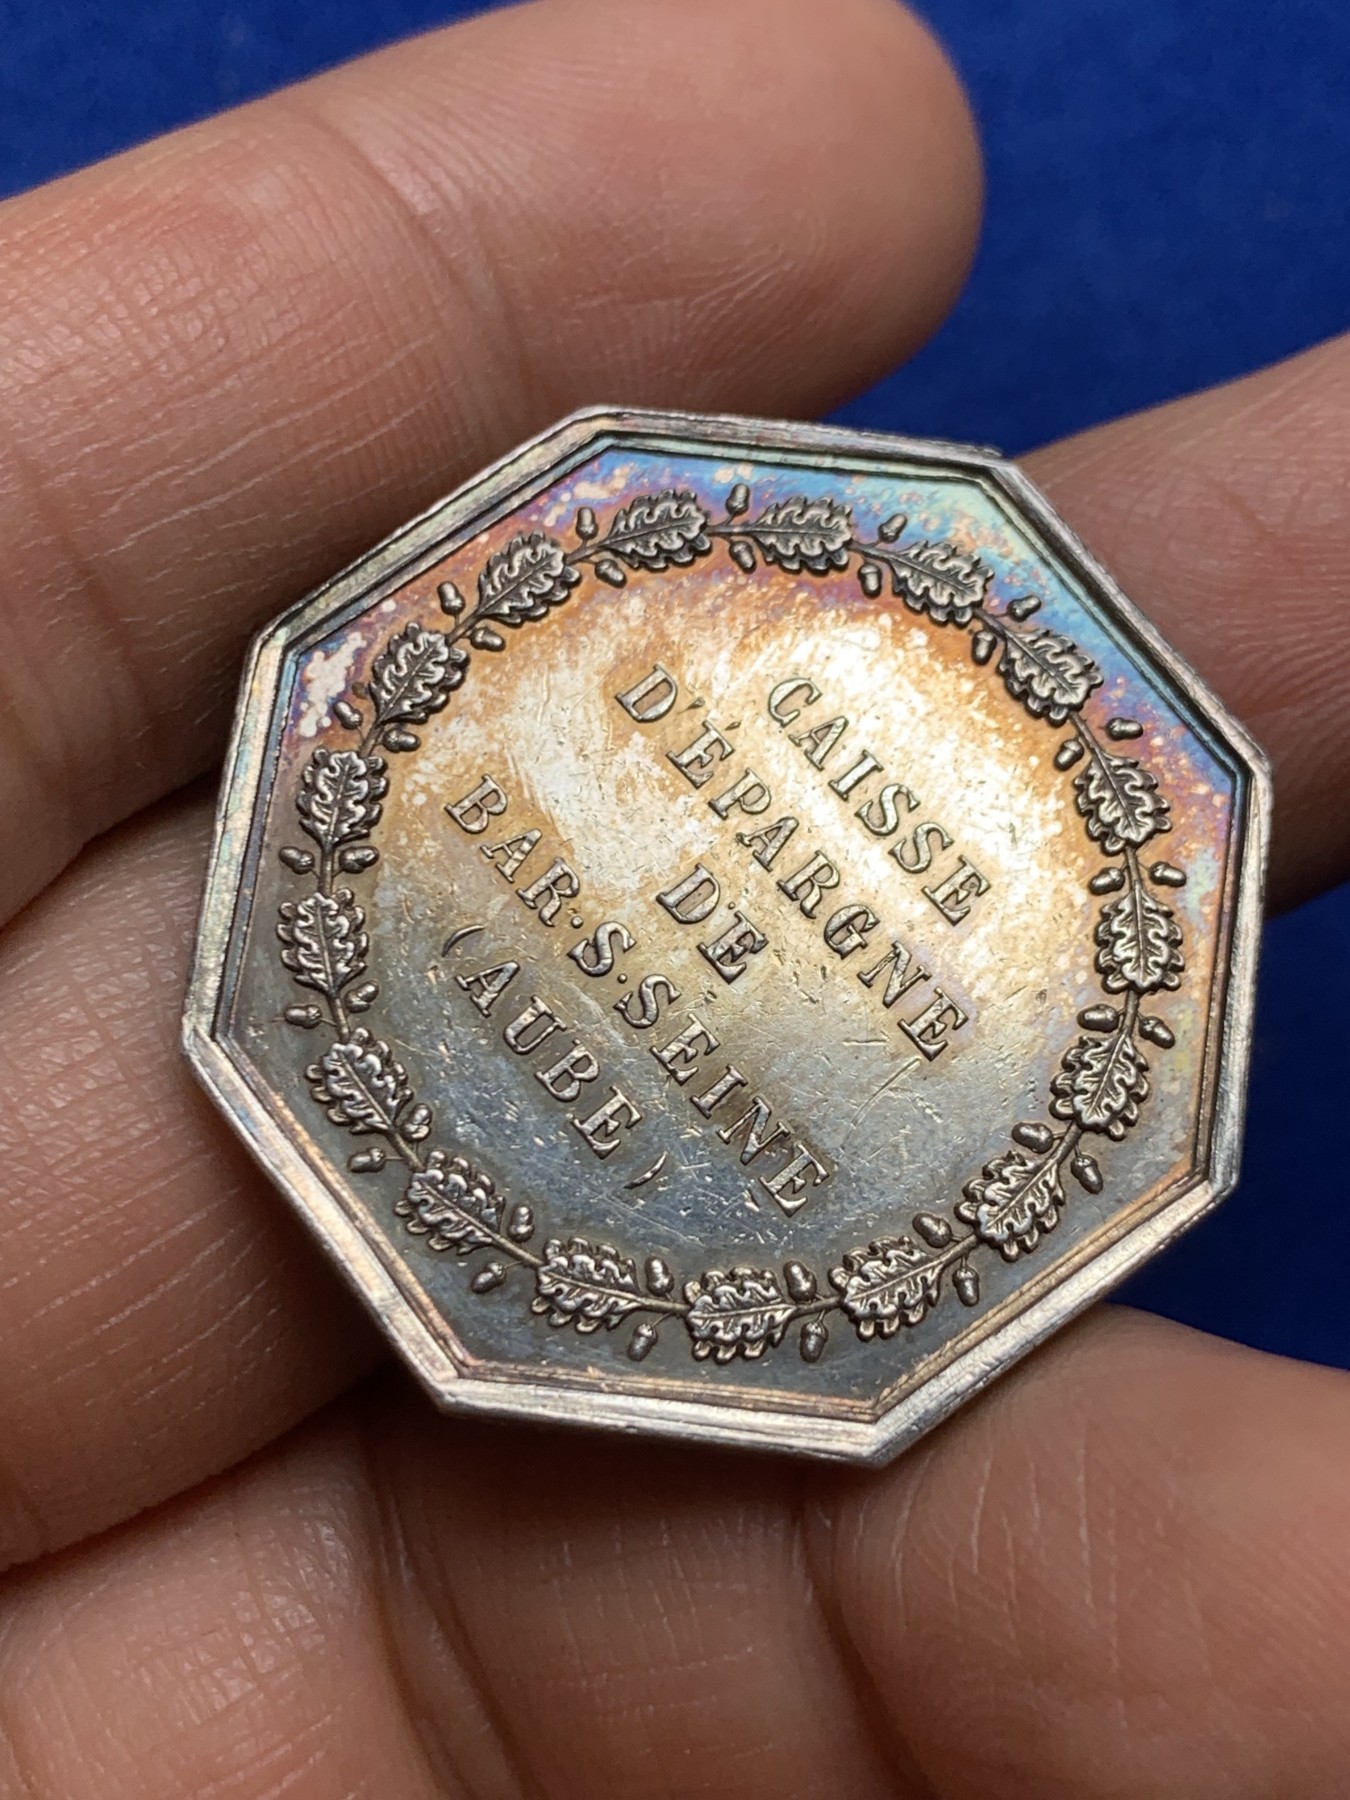 CAISSE
D'ÉPARGNE
DE
BAR·S·SEINE
(AUBE)